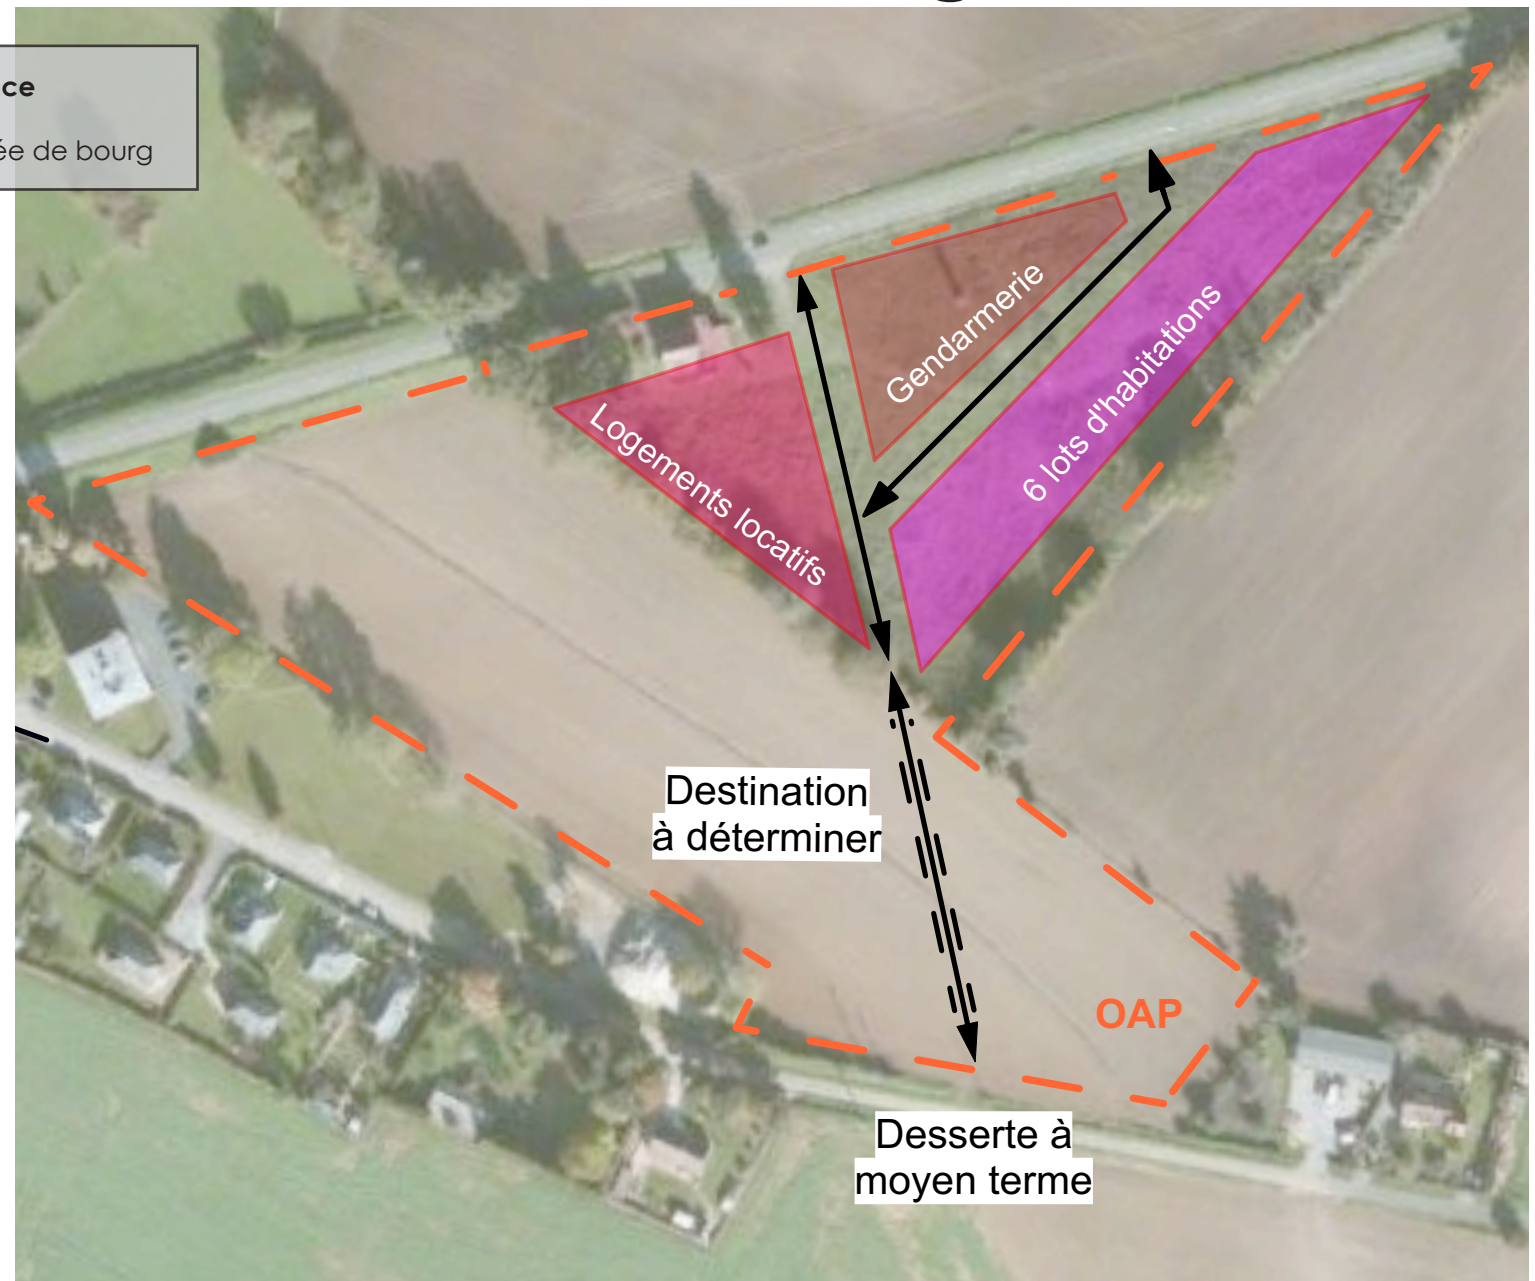 ce
ée de bourg
Gendarmerie
6 lots d'habitations
Logements locatifs
Destination
à déterminer
OAP
Desserte à
moyen terme